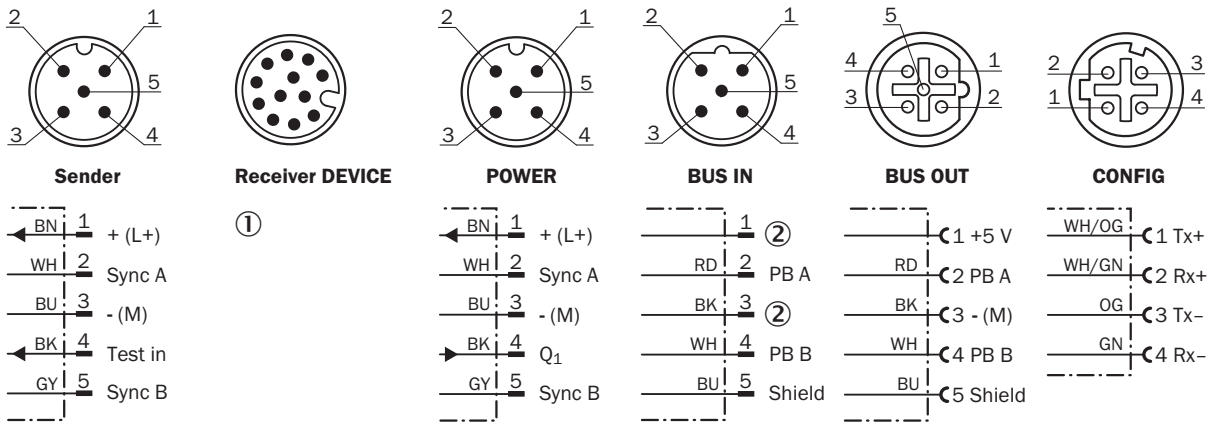 2 1
5
3 4
Sender
BN 1 + (L+)
WH 2 Sync A
BU 3 - (M)
BK 4 Test in
GY 5 Sync B
Receiver DEVICE
①
2 1
5
3 4
POWER
BN 1 + (L+)
WH 2 Sync A
BU 3 - (M)
BK 4 Q1
GY 5 Sync B
2 1
5
3 4
BUS IN
1 ②
RD 2 PB A
BK 3 ②
WH 4 PB B
BU 5 Shield
5
4 1
3 2
BUS OUT
1 +5 V
RD 2 PB A
BK 3 - (M)
WH 4 PB B
BU 5 Shield
2 3
1 4
CONFIG
WH/OG 1 Tx+
WH/GN 2 Rx+
OG 3 Tx–
GN 4 Rx–